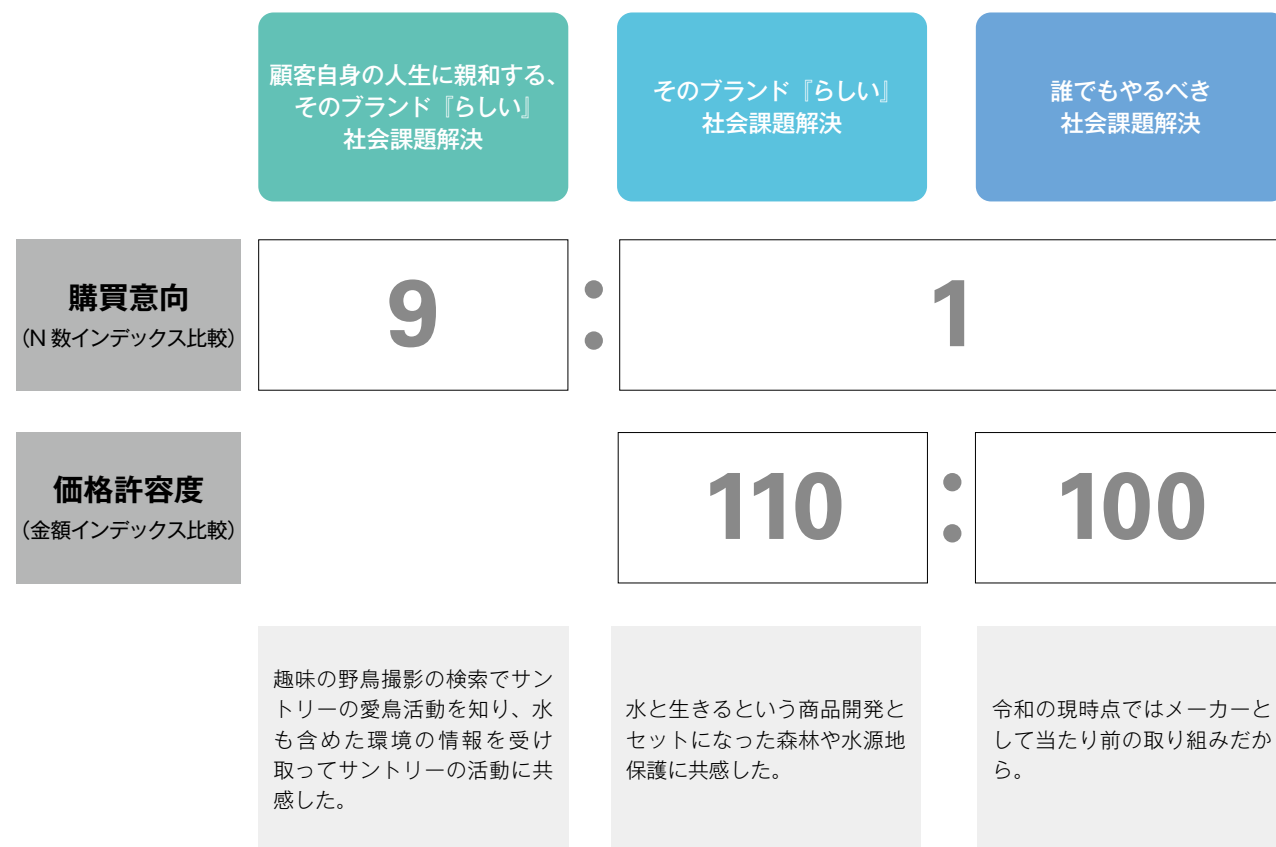 顧客自身の人生に親和する、
そのブランド『らしい』
社会課題解決
そのブランド『らしい』
社会課題解決
誰でもやるべき
社会課題解決
購買意向
（N 数インデックス比較）
9 : 1
価格許容度
（金額インデックス比較）
110 : 100
趣味の野鳥撮影の検索でサン
トリーの愛鳥活動を知り、水
も含めた環境の情報を受け
取ってサントリーの活動に共
感した。
水と生きるという商品開発と
セットになった森林や水源地
保護に共感した。
令和の現時点ではメーカーと
して当たり前の取り組みだか
ら。